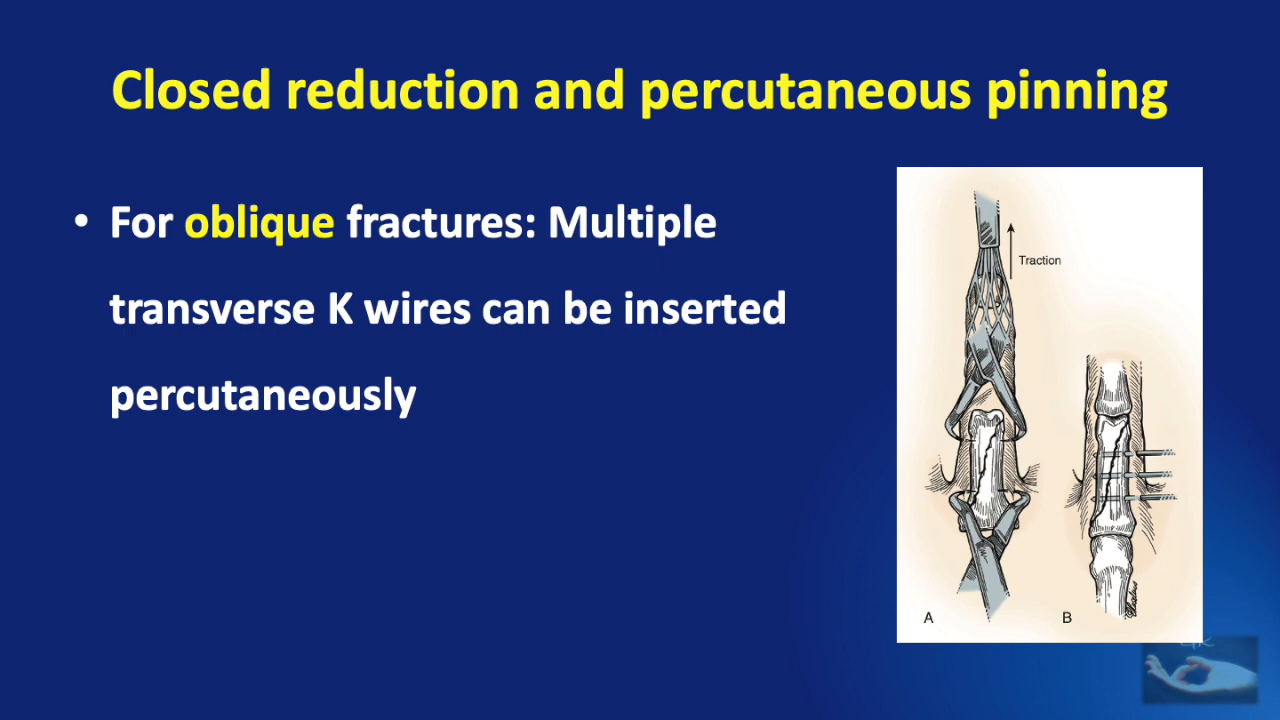 Closed reduction and percutaneous pinning
• For oblique fractures: Multiple
transverse K wires can be inserted
percutaneously
Traction
A
B